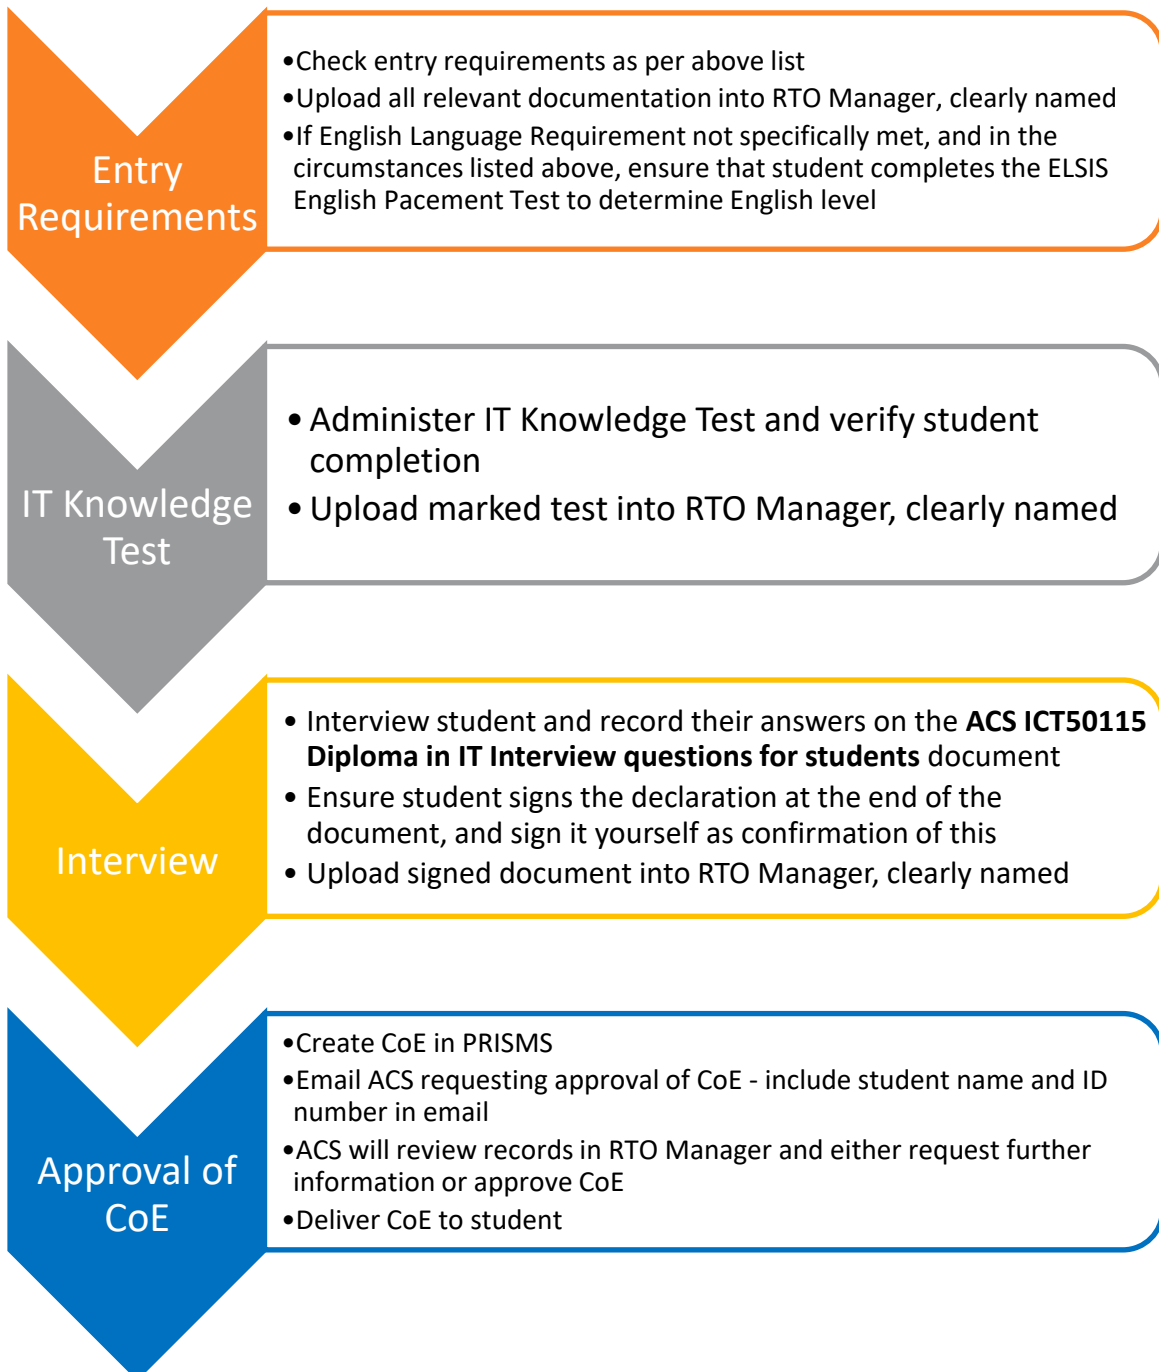 Entry
Requirements
•Check entry requirements as per above list
•Upload all relevant documentation into RTO Manager, clearly named
•If English Language Requirement not specifically met, and in the
circumstances listed above, ensure that student completes the ELSIS
English Pacement Test to determine English level
IT Knowledge
Test
• Administer IT Knowledge Test and verify student
completion
• Upload marked test into RTO Manager, clearly named
Interview
• Interview student and record their answers on the ACS ICT50115
Diploma in IT Interview questions for students document
• Ensure student signs the declaration at the end of the
document, and sign it yourself as confirmation of this
• Upload signed document into RTO Manager, clearly named
Approval of
CoE
•Create CoE in PRISMS
•Email ACS requesting approval of CoE - include student name and ID
number in email
•ACS will review records in RTO Manager and either request further
information or approve CoE
•Deliver CoE to student